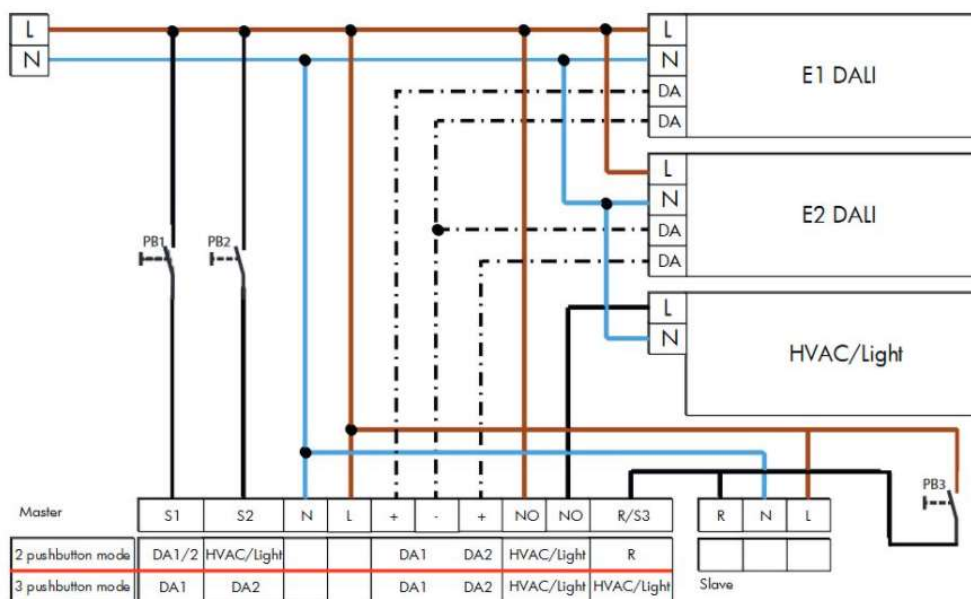 L
N
L
N
DA
DA
E1 DALI
L
N
DA
DA
E2 DALI
L
N
HVAC/Light
PB1
PB2
PB3
Master S1 S2 N L + - + NO NO R/S3 R N L
2 pushbutton mode DA1/2 HVAC/Light DA1 DA2 HVAC/Light R
3 pushbutton mode DA1 DA2 DA1 DA2 HVAC/Light HVAC/Light
Slave